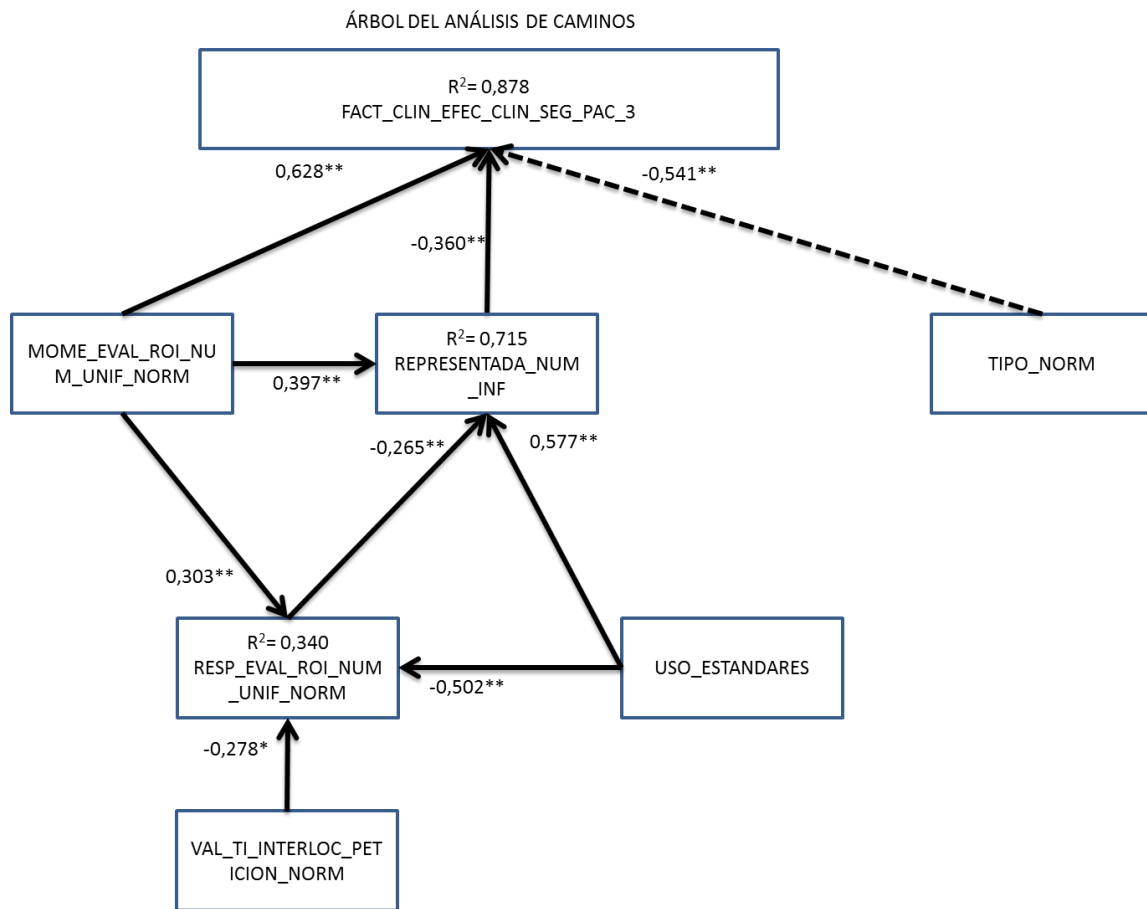 ÁRBOL DEL ANÁLISIS DE CAMINOS
R²= 0,878
FACT_CLIN_EFEC_CLIN_SEG_PAC_3
0,628**
-0,541**
-0,360**
MOME_EVAL_ROI_NU
M_UNIF_NORM
R²= 0,715
REPRESENTADA_NUM
_INF
TIPO_NORM
0,397**
-0,265**
0,577**
0,303**
R²= 0,340
RESP_EVAL_ROI_NUM
_UNIF_NORM
USO_ESTANDARES
-0,502**
-0,278*
VAL_TI_INTERLOC_PET
ICION_NORM